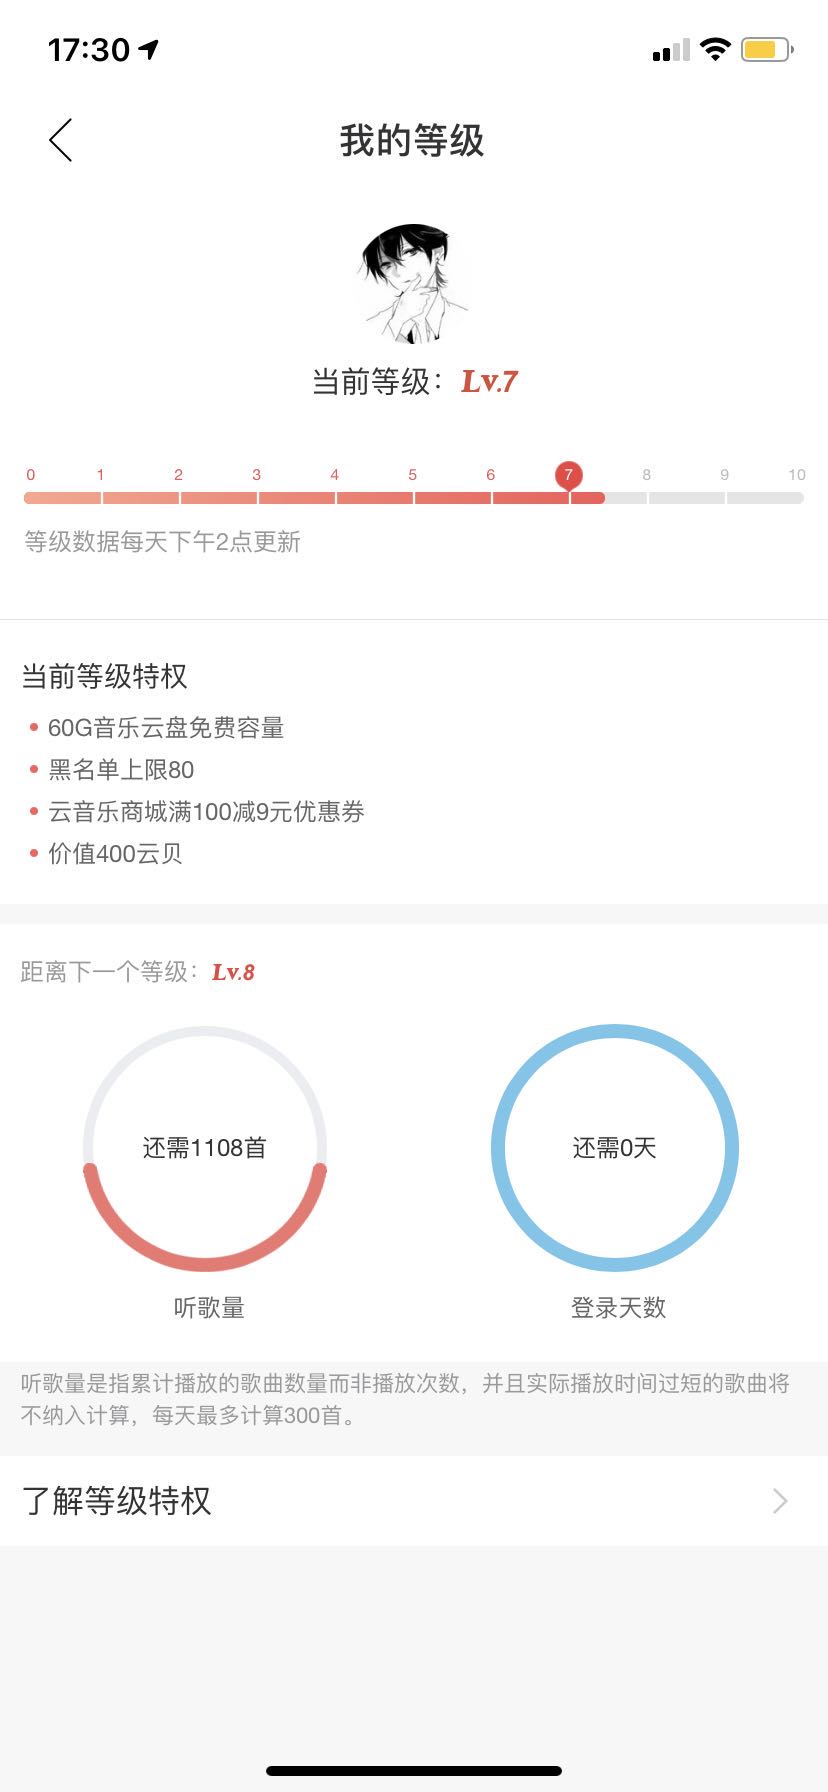 17:30
我的等级
当前等级：Lv.7
0 1 2 3 4 5 6 7 8 9 10
等级数据每天下午2点更新
当前等级特权
60G音乐云盘免费容量
黑名单上限80
云音乐商城满100减9元优惠券
价值400云贝
距离下一个等级：Lv.8
还需1108首
还需0天
听歌量
登录天数
听歌量是指累计播放的歌曲数量而非播放次数，并且实际播放时间过短的歌曲将
不纳入计算，每天最多计算300首。
了解等级特权